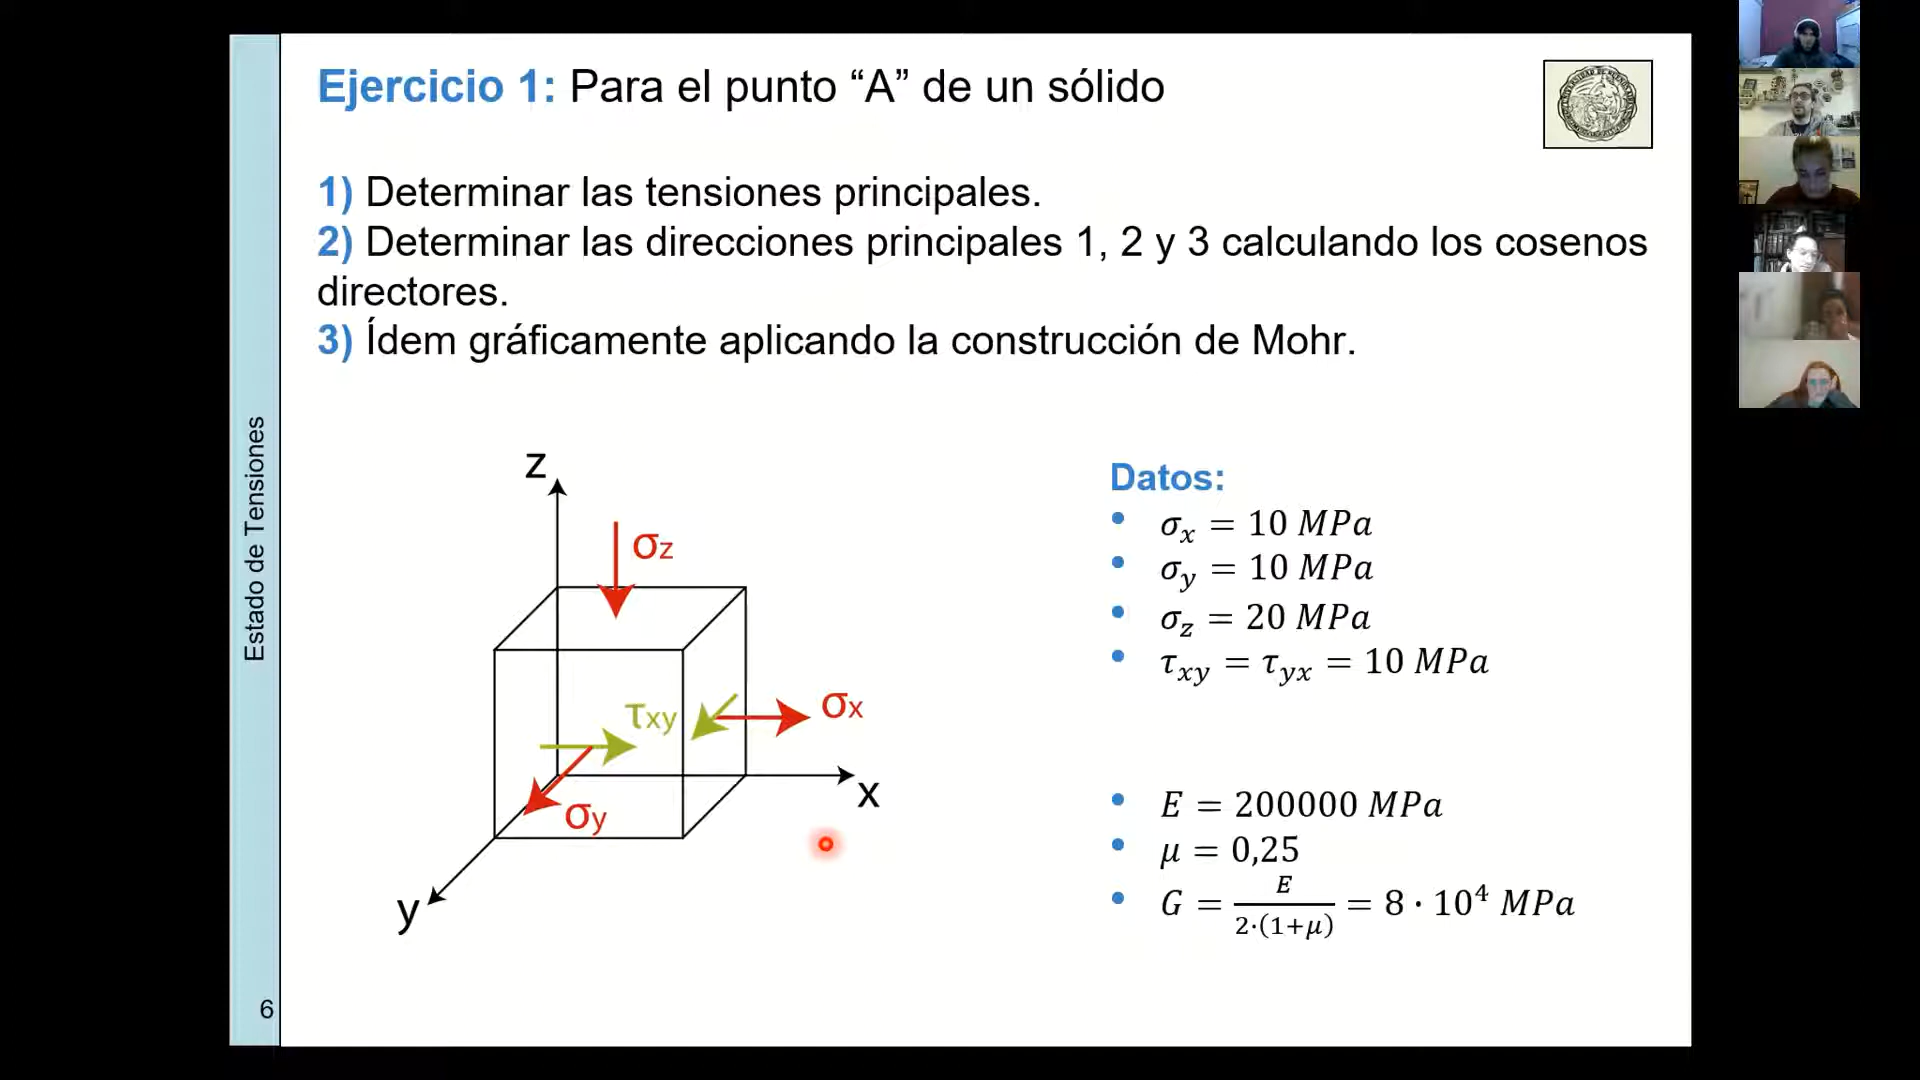 Ejercicio 1: Para el punto “A” de un sólido
1) Determinar las tensiones principales.
2) Determinar las direcciones principales 1, 2 y 3 calculando los cosenos
directores.
3) Ídem gráficamente aplicando la construcción de Mohr.
Estado de Tensiones
z
σz
τxy
σx
σy
x
y
Datos:
• σx = 10 MPa
• σy = 10 MPa
• σz = 20 MPa
• τxy = τyx = 10 MPa
• E = 200000 MPa
• μ = 0,25
• G = E / 2·(1+μ) = 8 · 10⁴ MPa
6